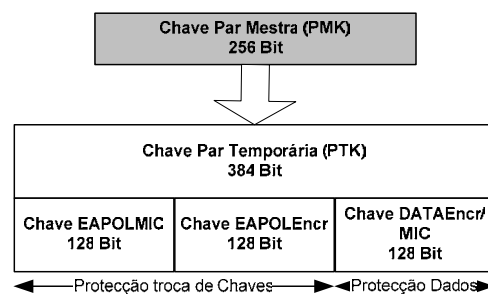 Chave Par Mestra (PMK)
256 Bit
Chave Par Temporária (PTK)
384 Bit
Chave EAPOLMIC
128 Bit
Chave EAPOLEncr
128 Bit
Chave DATAEncr/
MIC
128 Bit
Protecção troca de Chaves
Protecção Dados